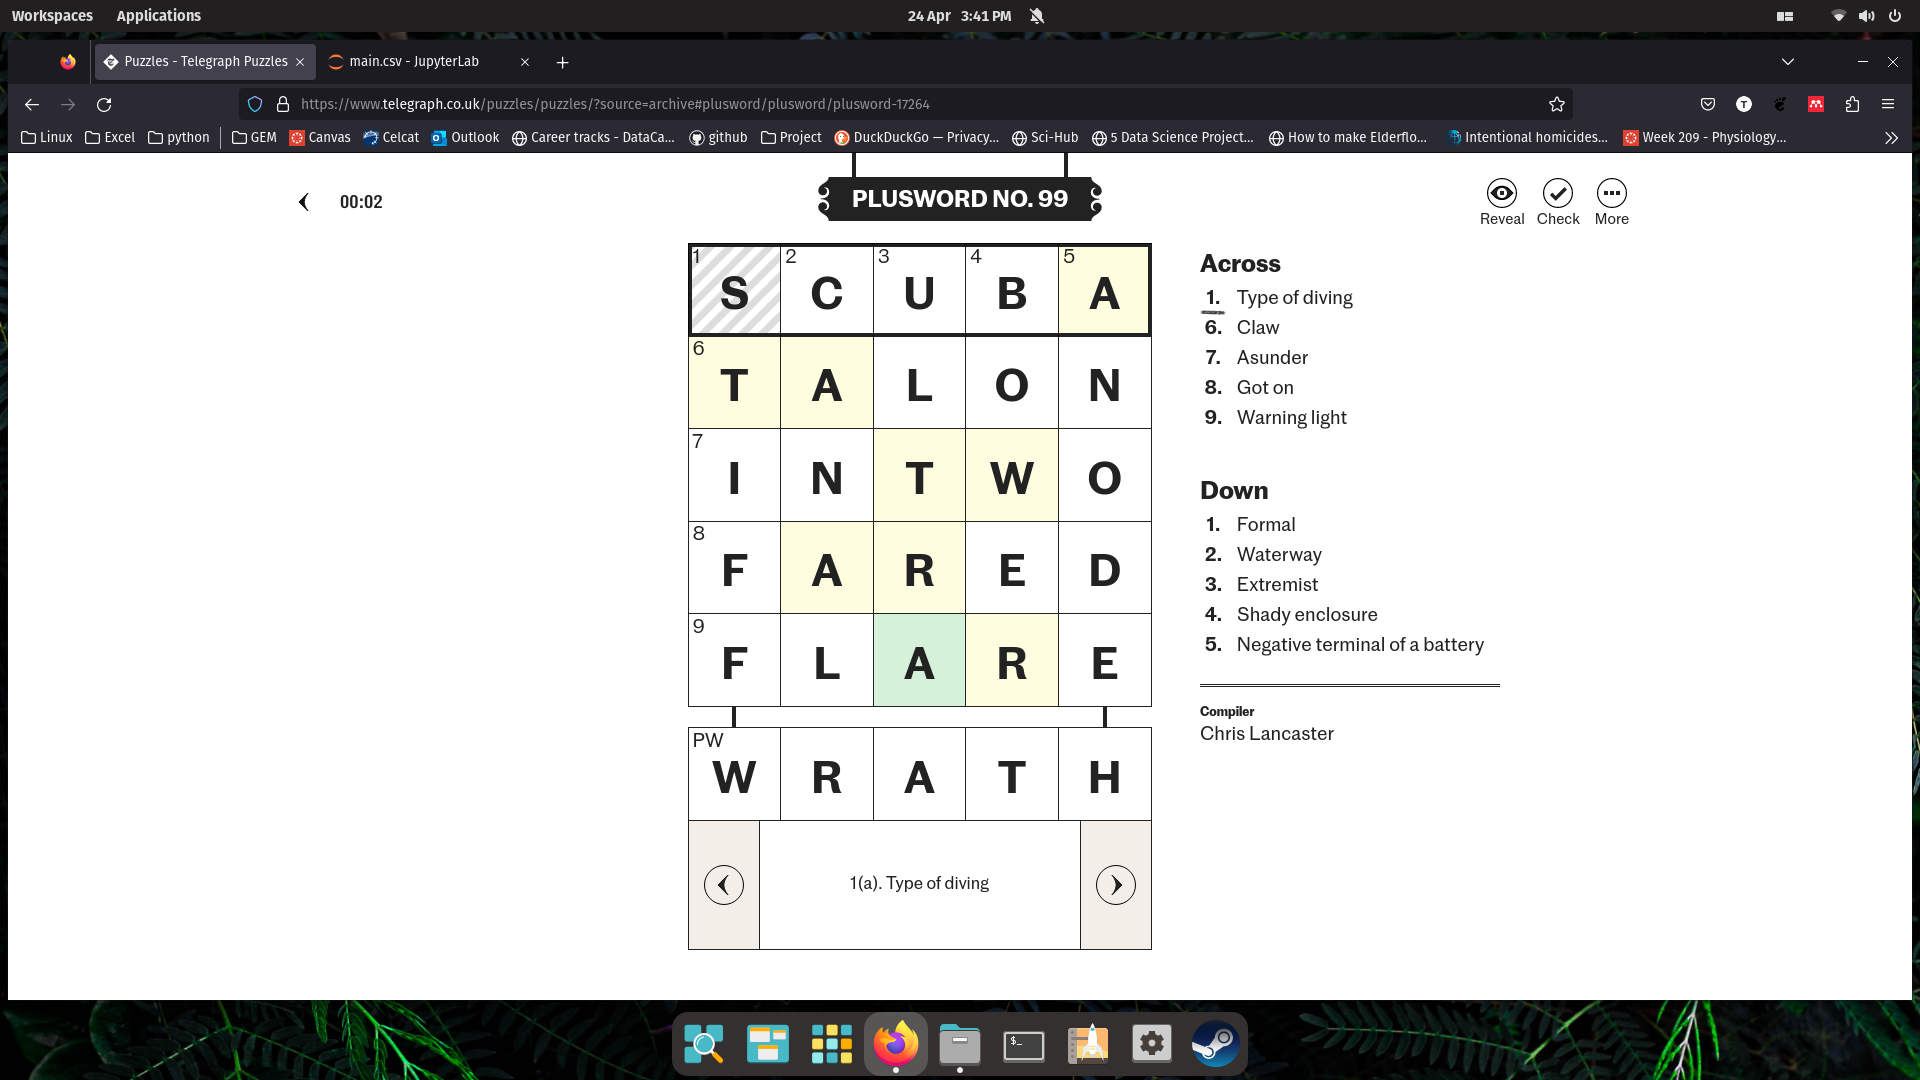 Workspaces Applications 24 Apr 3:41 PM
Puzzles - Telegraph Puzzles main.csv - JupyterLab
https://www.telegraph.co.uk/puzzles/puzzles/?source=archive#plusword/plusword/plusword-17264
Linux Excel python GEM Canvas Celcat Outlook Career tracks - DataCa... github Project DuckDuckGo — Privacy... Sci-Hub 5 Data Science Project... How to make Elderflo... Intentional homicides... Week 209 - Physiology...
00:02
PLUSWORD NO. 99
Reveal Check More
1 S 2 C 3 U 4 B 5 A
6 T A L O N
7 I N T W O
8 F A R E D
9 F L A R E
PW W R A T H
1(a). Type of diving
Across
1. Type of diving
6. Claw
7. Asunder
8. Got on
9. Warning light
Down
1. Formal
2. Waterway
3. Extremist
4. Shady enclosure
5. Negative terminal of a battery
Compiler
Chris Lancaster